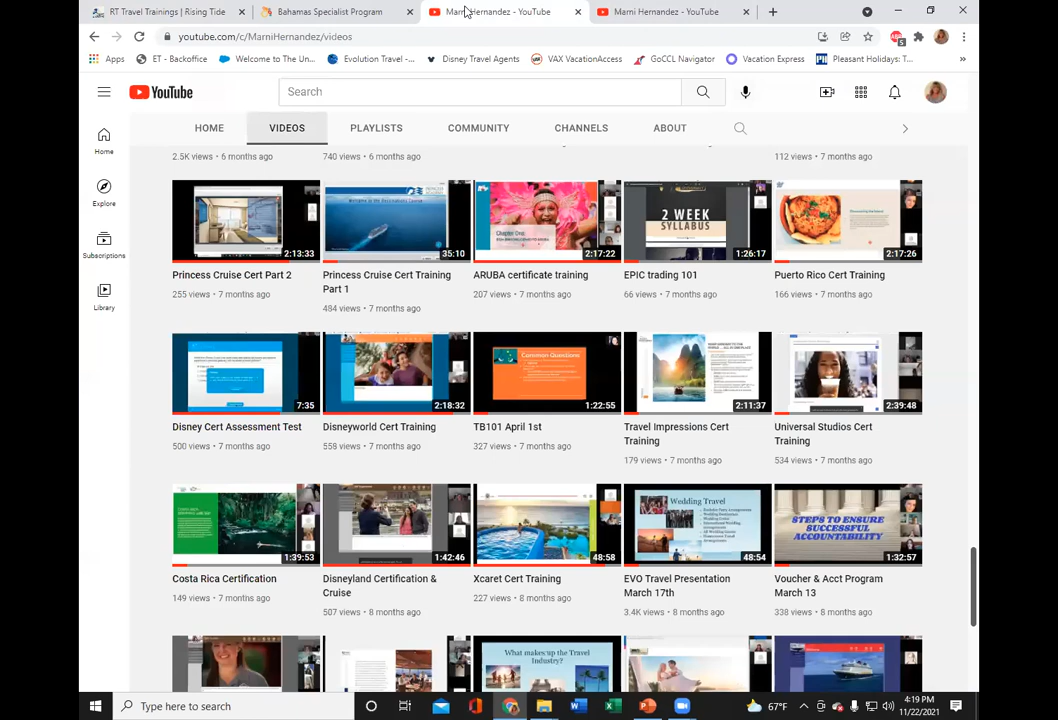 RT Travel Trainings | Rising Tide
Bahamas Specialist Program
Marni Hernandez - YouTube
Marni Hernandez - YouTube
youtube.com/c/MarniHernandez/videos
Apps
ET - Backoffice
Welcome to The Un...
Evolution Travel -...
Disney Travel Agents
VAX VacationAccess
GoCCL Navigator
Vacation Express
Pleasant Holidays: T...
YouTube
Search
HOME
VIDEOS
PLAYLISTS
COMMUNITY
CHANNELS
ABOUT
Home
Explore
Subscriptions
Library
2.5K views • 6 months ago
740 views • 6 months ago
112 views • 7 months ago
2:13:33
35:10
Chapter One:
2:17:22
2 WEEK
SYLLABUS
1:26:17
2:17:26
Princess Cruise Cert Part 2
255 views • 7 months ago
Princess Cruise Cert Training
Part 1
484 views • 7 months ago
ARUBA certificate training
207 views • 7 months ago
EPIC trading 101
66 views • 7 months ago
Puerto Rico Cert Training
166 views • 7 months ago
7:35
2:18:32
Common Questions
1:22:55
2:11:37
2:39:48
Disney Cert Assessment Test
500 views • 7 months ago
Disneyworld Cert Training
558 views • 7 months ago
TB101 April 1st
327 views • 7 months ago
Travel Impressions Cert
Training
179 views • 7 months ago
Universal Studios Cert
Training
534 views • 7 months ago
1:39:53
1:42:46
48:58
Wedding Travel
48:54
STEPS TO ENSURE
SUCCESSFUL
ACCOUNTABILITY
1:32:57
Costa Rica Certification
149 views • 7 months ago
Disneyland Certification &
Cruise
507 views • 8 months ago
Xcaret Cert Training
227 views • 8 months ago
EVO Travel Presentation
March 17th
3.4K views • 8 months ago
Voucher & Acct Program
March 13
338 views • 8 months ago
What makes up the Travel
Industry?
Type here to search
67°F
4:19 PM
11/22/2021